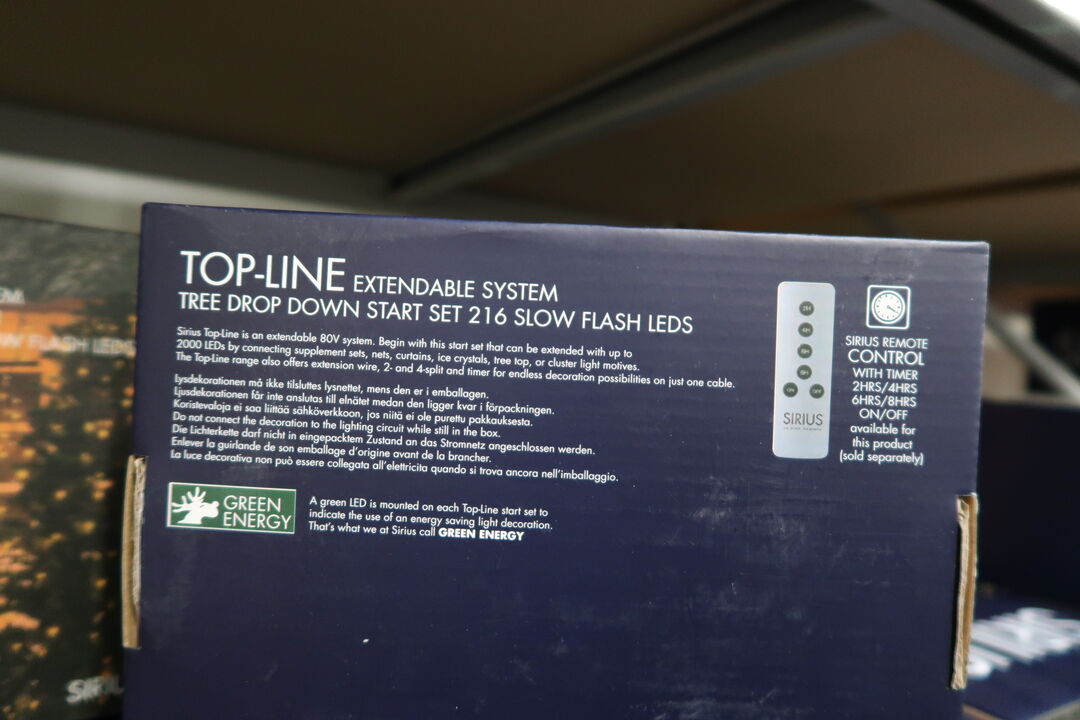 TOP-LINE EXTENDABLE SYSTEM
TREE DROP DOWN START SET 216 SLOW FLASH LEDS
Sirius Top-Line is an extendable 80V system. Begin with this start set that can be extended with up to
2000 LEDs by connecting supplement sets, nets, curtains, ice crystals, tree top, or cluster light motives.
The Top-Line range also offers extension wire, 2- and 4-split and timer for endless decoration possibilities on just one cable.
Lysdekorationen må ikke tilsluttes lysnettet, mens den er i emballagen.
Ljusdekorationen får inte anslutas till elnätet medan den ligger kvar i förpackningen.
Koristevaloja ei saa liittää sähköverkkoon, jos niitä ei ole purettu pakkauksesta.
Do not connect the decoration to the lighting circuit while still in the box.
Die Lichterkette darf nicht in eingepacktem Zustand an das Stromnetz angeschlossen werden.
Enlever la guirlande de son emballage d'origine avant de la brancher.
La luce decorativa non può essere collegata all'elettricita quando si trova ancora nell'imballaggio.
GREEN
ENERGY
A green LED is mounted on each Top-Line start set to
indicate the use of an energy saving light decoration.
That's what we at Sirius call GREEN ENERGY
2H
4H
6H
8H
ON OFF
SIRIUS
SIRIUS REMOTE
CONTROL
WITH TIMER
2HRS/4HRS
6HRS/8HRS
ON/OFF
available for
this product
(sold separately)
W FLASH LEDS